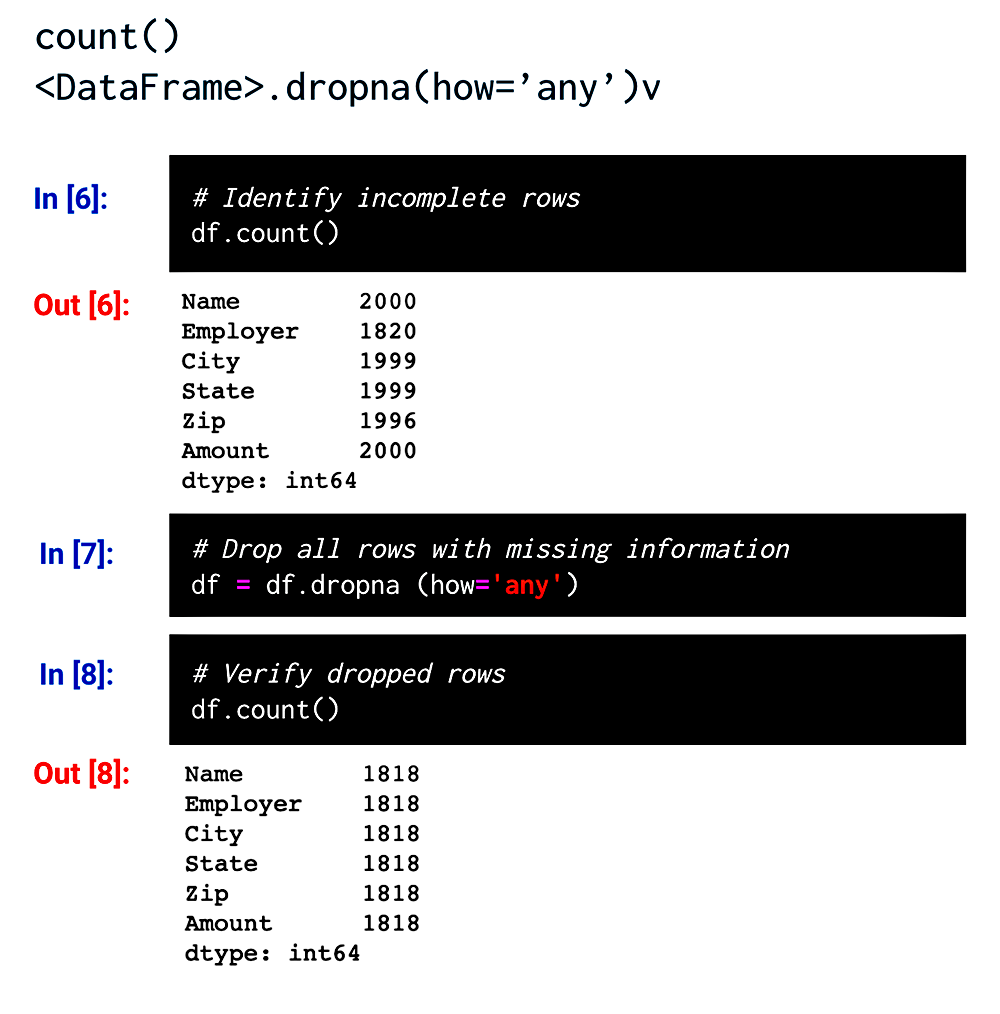 count()
<DataFrame>.dropna(how=’any’)v
In [6]:
# Identify incomplete rows
df.count()
Out [6]:
Name 2000
Employer 1820
City 1999
State 1999
Zip 1996
Amount 2000
dtype: int64
In [7]:
# Drop all rows with missing information
df = df.dropna (how='any')
In [8]:
# Verify dropped rows
df.count()
Out [8]:
Name 1818
Employer 1818
City 1818
State 1818
Zip 1818
Amount 1818
dtype: int64